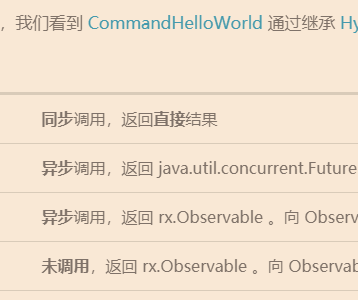 ，我们看到 CommandHelloWorld 通过继承 Hy
同步调用，返回直接结果
异步调用，返回 java.util.concurrent.Future
异步调用，返回 rx.Observable 。向 Observ
未调用，返回 rx.Observable 。向 Observab